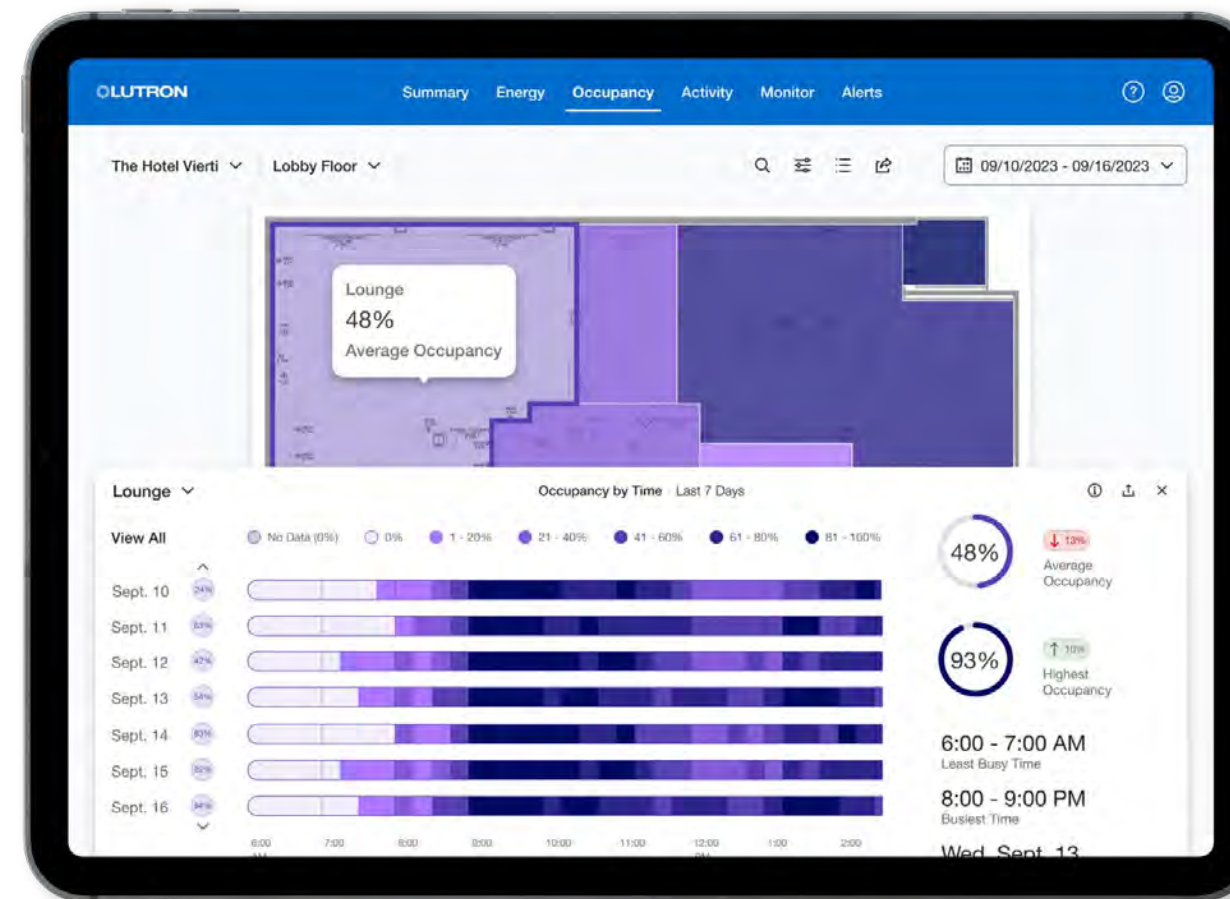 LUTRON
Summary Energy Occupancy Activity Monitor Alerts
The Hotel Vierti Lobby Floor 09/10/2023 - 09/16/2023
Lounge
48%
Average Occupancy
Lounge Occupancy by Time Last 7 Days
View All No Data (0%) 0% 1 - 20% 21 - 40% 41 - 60% 61 - 80% 81 - 100%
48% ↓ 13%
Average
Occupancy
Sept. 10 24%
Sept. 11
Sept. 12 42%
Sept. 13
Sept. 14
Sept. 15
Sept. 16
93% ↑ 10%
Highest
Occupancy
6:00 - 7:00 AM
Least Busy Time
8:00 - 9:00 PM
Busiest Time
Wed, Sept. 13
6:00 7:00 8:00 9:00 10:00 11:00 12:00 1:00 2:00